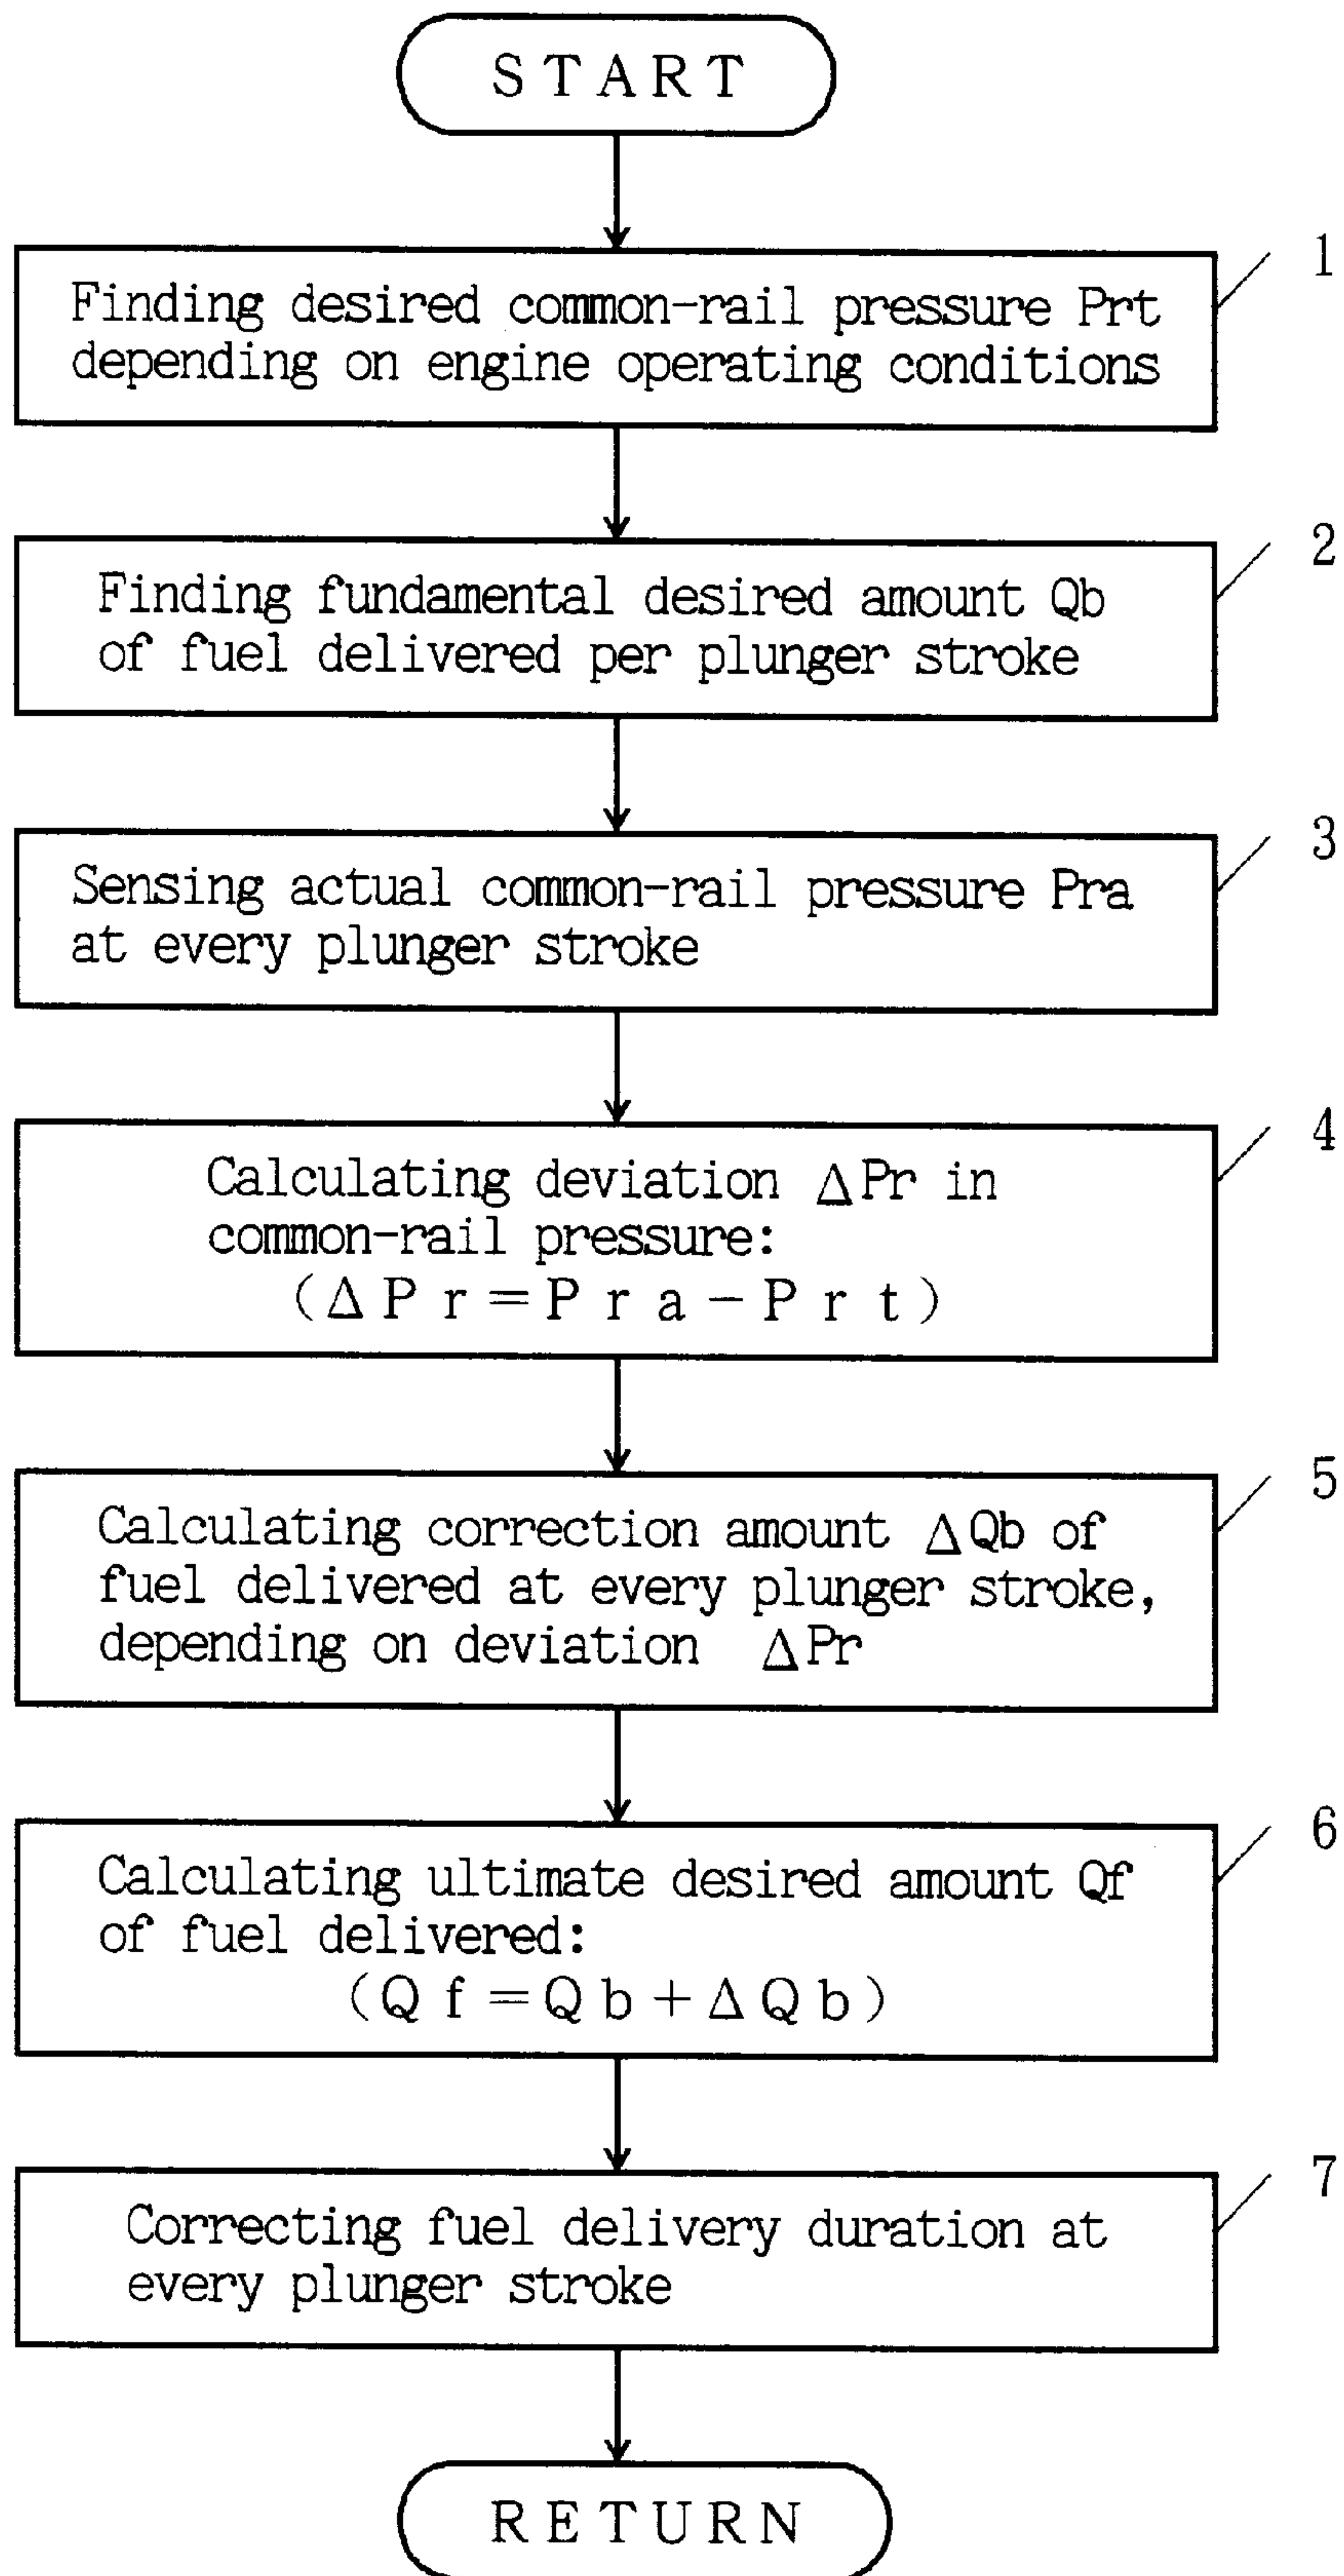 START
1
Finding desired common-rail pressure Prt
depending on engine operating conditions
2
Finding fundamental desired amount Qb
of fuel delivered per plunger stroke
3
Sensing actual common-rail pressure Pra
at every plunger stroke
4
Calculating deviation ΔPr in
common-rail pressure:
(ΔPr=Pra-Prt)
5
Calculating correction amount ΔQb of
fuel delivered at every plunger stroke,
depending on deviation ΔPr
6
Calculating ultimate desired amount Qf
of fuel delivered:
(Qf=Qb+ΔQb)
7
Correcting fuel delivery duration at
every plunger stroke
RETURN